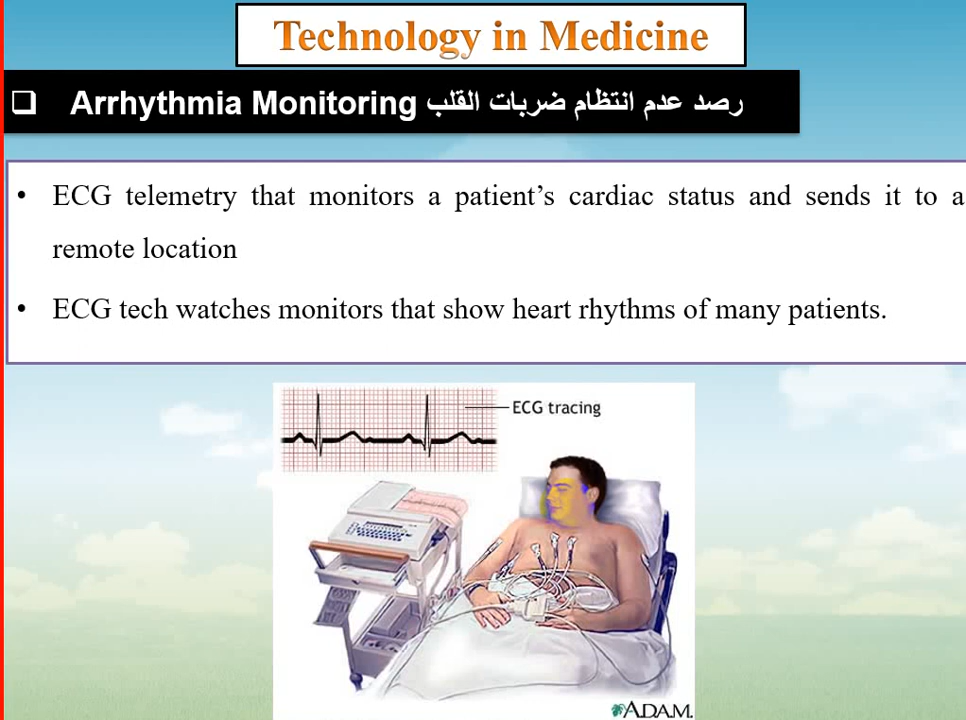 Technology in Medicine
❑ Arrhythmia Monitoring رصد عدم انتظام ضربات القلب
• ECG telemetry that monitors a patient’s cardiac status and sends it to a
remote location
• ECG tech watches monitors that show heart rhythms of many patients.
ECG tracing
ADAM.